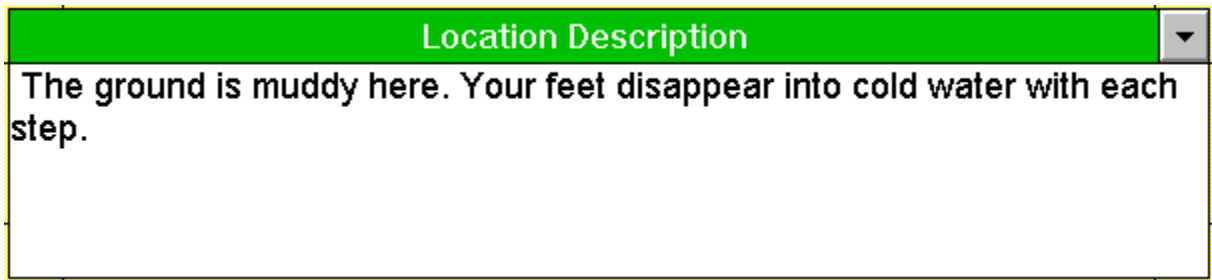 Location Description
The ground is muddy here. Your feet disappear into cold water with each
step.